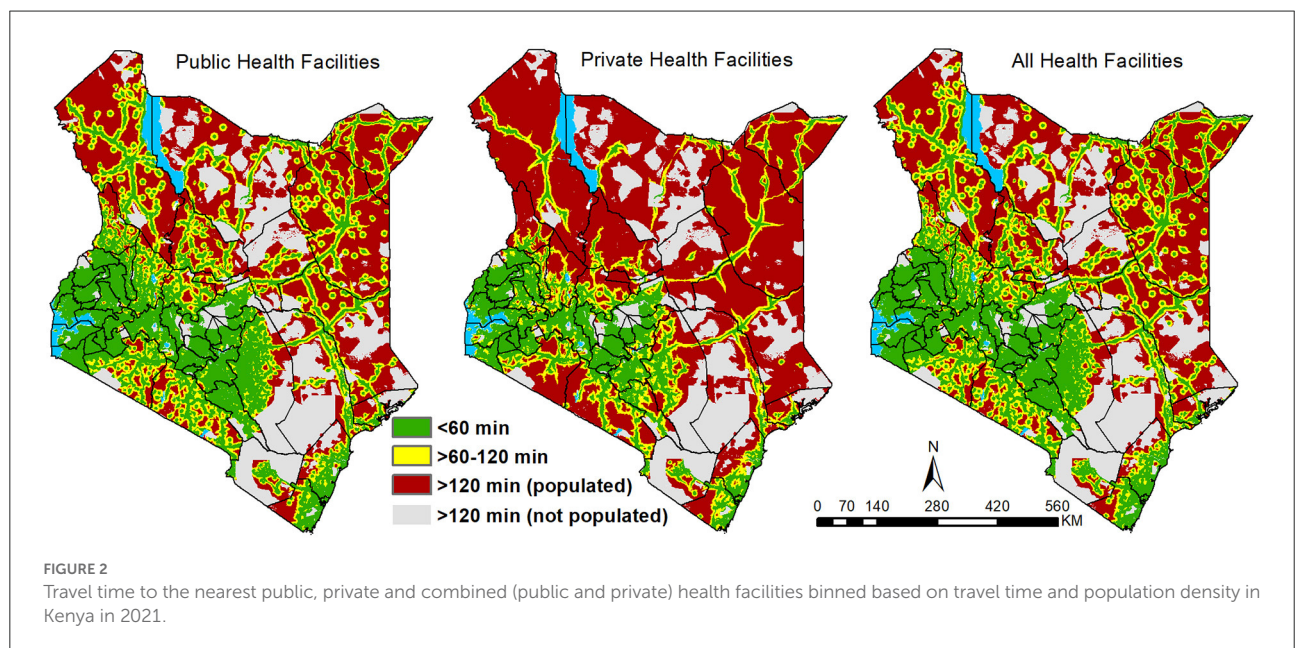 Public Health Facilities
Private Health Facilities
All Health Facilities
<60 min
>60-120 min
>120 min (populated)
>120 min (not populated)
N
0 70 140 280 420 560
KM
FIGURE 2
Travel time to the nearest public, private and combined (public and private) health facilities binned based on travel time and population density in
Kenya in 2021.